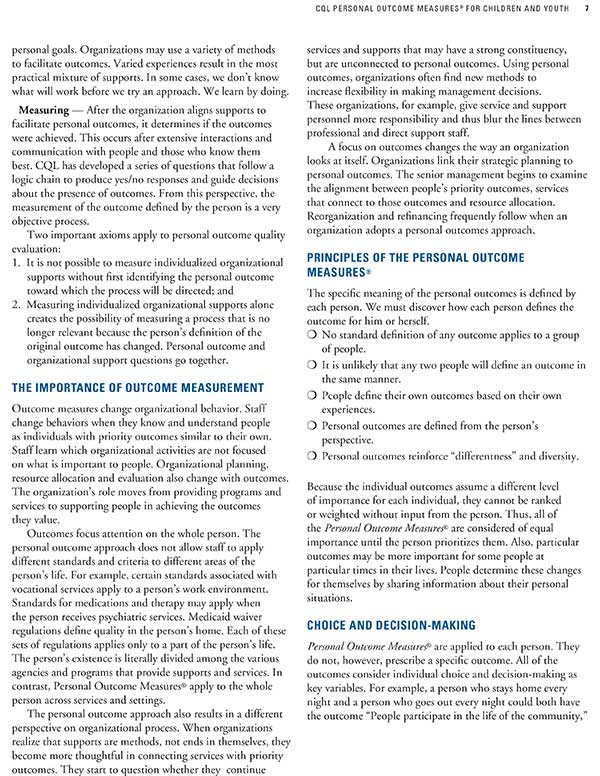 CQL PERSONAL OUTCOME MEASURES® FOR CHILDREN AND YOUTH 7
personal goals. Organizations may use a variety of methods
to facilitate outcomes. Varied experiences result in the most
practical mixture of supports. In some cases, we don't know
what will work before we try an approach. We learn by doing.
Measuring — After the organization aligns supports to
facilitate personal outcomes, it determines if the outcomes
were achieved. This occurs after extensive interactions and
communication with people and those who know them
best. CQL has developed a series of questions that follow a
logic chain to produce yes/no responses and guide decisions
about the presence of outcomes. From this perspective, the
measurement of the outcome defined by the person is a very
objective process.
Two important axioms apply to personal outcome quality
evaluation:
1. It is not possible to measure individualized organizational
supports without first identifying the personal outcome
toward which the process will be directed; and
2. Measuring individualized organizational supports alone
creates the possibility of measuring a process that is no
longer relevant because the person's definition of the
original outcome has changed. Personal outcome and
organizational support questions go together.
THE IMPORTANCE OF OUTCOME MEASUREMENT
Outcome measures change organizational behavior. Staff
change behaviors when they know and understand people
as individuals with priority outcomes similar to their own.
Staff learn which organizational activities are not focused
on what is important to people. Organizational planning,
resource allocation and evaluation also change with outcomes.
The organization's role moves from providing programs and
services to supporting people in achieving the outcomes
they value.
Outcomes focus attention on the whole person. The
personal outcome approach does not allow staff to apply
different standards and criteria to different areas of the
person's life. For example, certain standards associated with
vocational services apply to a person's work environment.
Standards for medications and therapy may apply when
the person receives psychiatric services. Medicaid waiver
regulations define quality in the person's home. Each of these
sets of regulations applies only to a part of the person's life.
The person's existence is literally divided among the various
agencies and programs that provide supports and services. In
contrast, Personal Outcome Measures® apply to the whole
person across services and settings.
The personal outcome approach also results in a different
perspective on organizational process. When organizations
realize that supports are methods, not ends in themselves, they
become more thoughtful in connecting services with priority
outcomes. They start to question whether they continue
services and supports that may have a strong constituency,
but are unconnected to personal outcomes. Using personal
outcomes, organizations often find new methods to
increase flexibility in making management decisions.
These organizations, for example, give service and support
personnel more responsibility and thus blur the lines between
professional and direct support staff.
A focus on outcomes changes the way an organization
looks at itself. Organizations link their strategic planning to
personal outcomes. The senior management begins to examine
the alignment between people's priority outcomes, services
that connect to those outcomes and resource allocation.
Reorganization and refinancing frequently follow when an
organization adopts a personal outcomes approach.
PRINCIPLES OF THE PERSONAL OUTCOME
MEASURES®
The specific meaning of the personal outcomes is defined by
each person. We must discover how each person defines the
outcome for him or herself.
❍ No standard definition of any outcome applies to a group
of people.
❍ It is unlikely that any two people will define an outcome in
the same manner.
❍ People define their own outcomes based on their own
experiences.
❍ Personal outcomes are defined from the person's
perspective.
❍ Personal outcomes reinforce "differentness" and diversity.
Because the individual outcomes assume a different level
of importance for each individual, they cannot be ranked
or weighted without input from the person. Thus, all of
the Personal Outcome Measures® are considered of equal
importance until the person prioritizes them. Also, particular
outcomes may be more important for some people at
particular times in their lives. People determine these changes
for themselves by sharing information about their personal
situations.
CHOICE AND DECISION-MAKING
Personal Outcome Measures® are applied to each person. They
do not, however, prescribe a specific outcome. All of the
outcomes consider individual choice and decision-making as
key variables. For example, a person who stays home every
night and a person who goes out every night could both have
the outcome "People participate in the life of the community,"